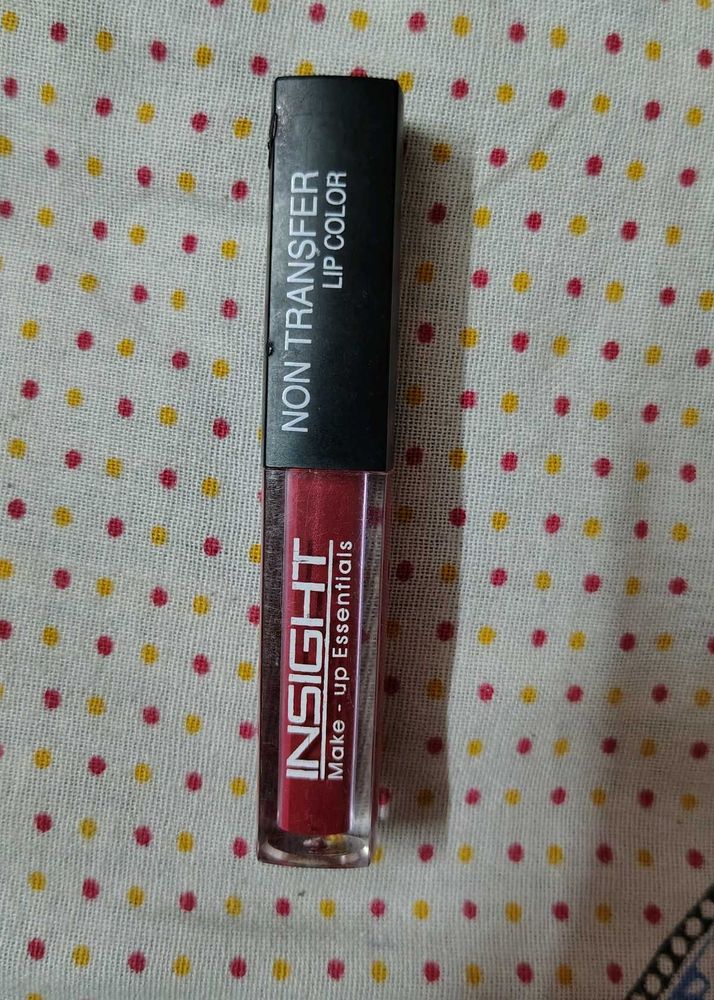 NON TRANSFER
LIP COLOR
INSIGHT
Make - up Essentials